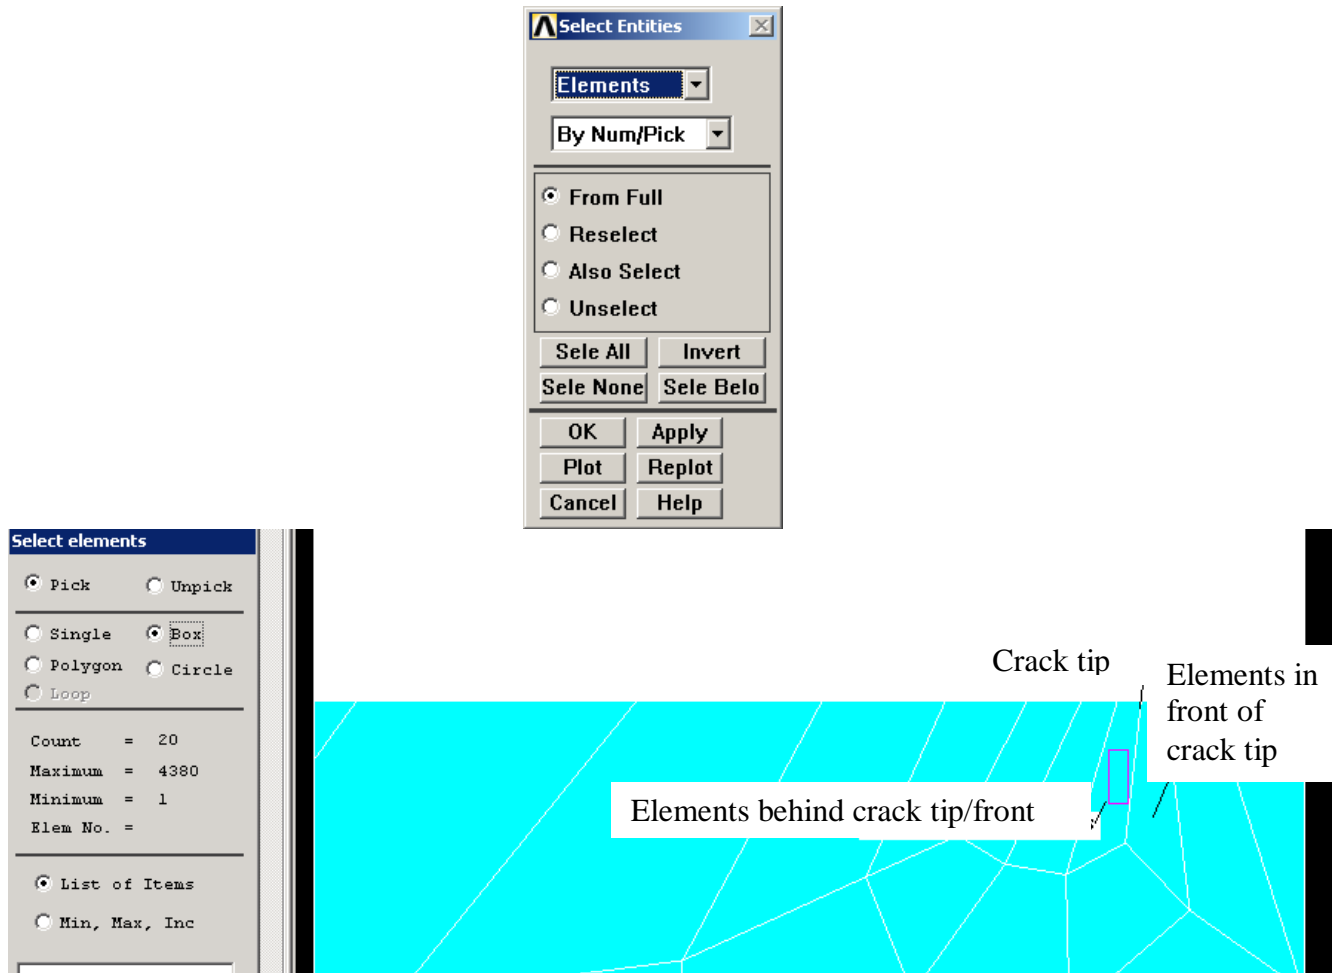 Select Entities
Elements
By Num/Pick
From Full
Reselect
Also Select
Unselect
Sele All Invert
Sele None Sele Belo
OK Apply
Plot Replot
Cancel Help
Select elements
Pick Unpick
Single Box
Polygon Circle
Loop
Count = 20
Maximum = 4380
Minimum = 1
Elem No. =
List of Items
Min, Max, Inc
Crack tip
Elements in
front of
crack tip
Elements behind crack tip/front